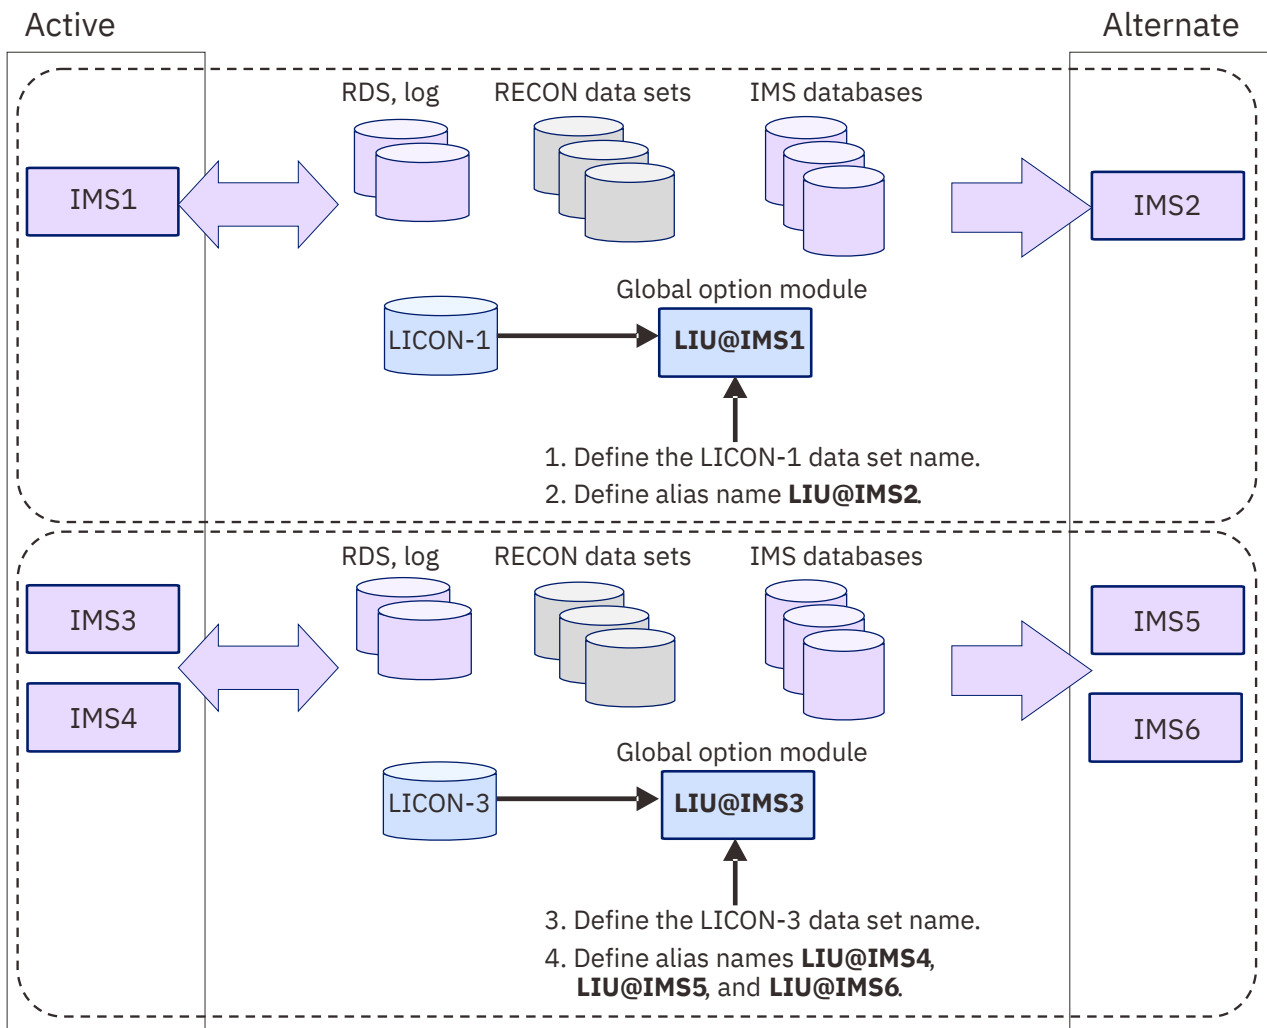 Active
Alternate
RDS, log
RECON data sets
IMS databases
IMS1
IMS2
Global option module
LICON-1
LIU@IMS1
1. Define the LICON-1 data set name.
2. Define alias name LIU@IMS2.
RDS, log
RECON data sets
IMS databases
IMS3
IMS5
IMS4
IMS6
Global option module
LICON-3
LIU@IMS3
3. Define the LICON-3 data set name.
4. Define alias names LIU@IMS4,
LIU@IMS5, and LIU@IMS6.